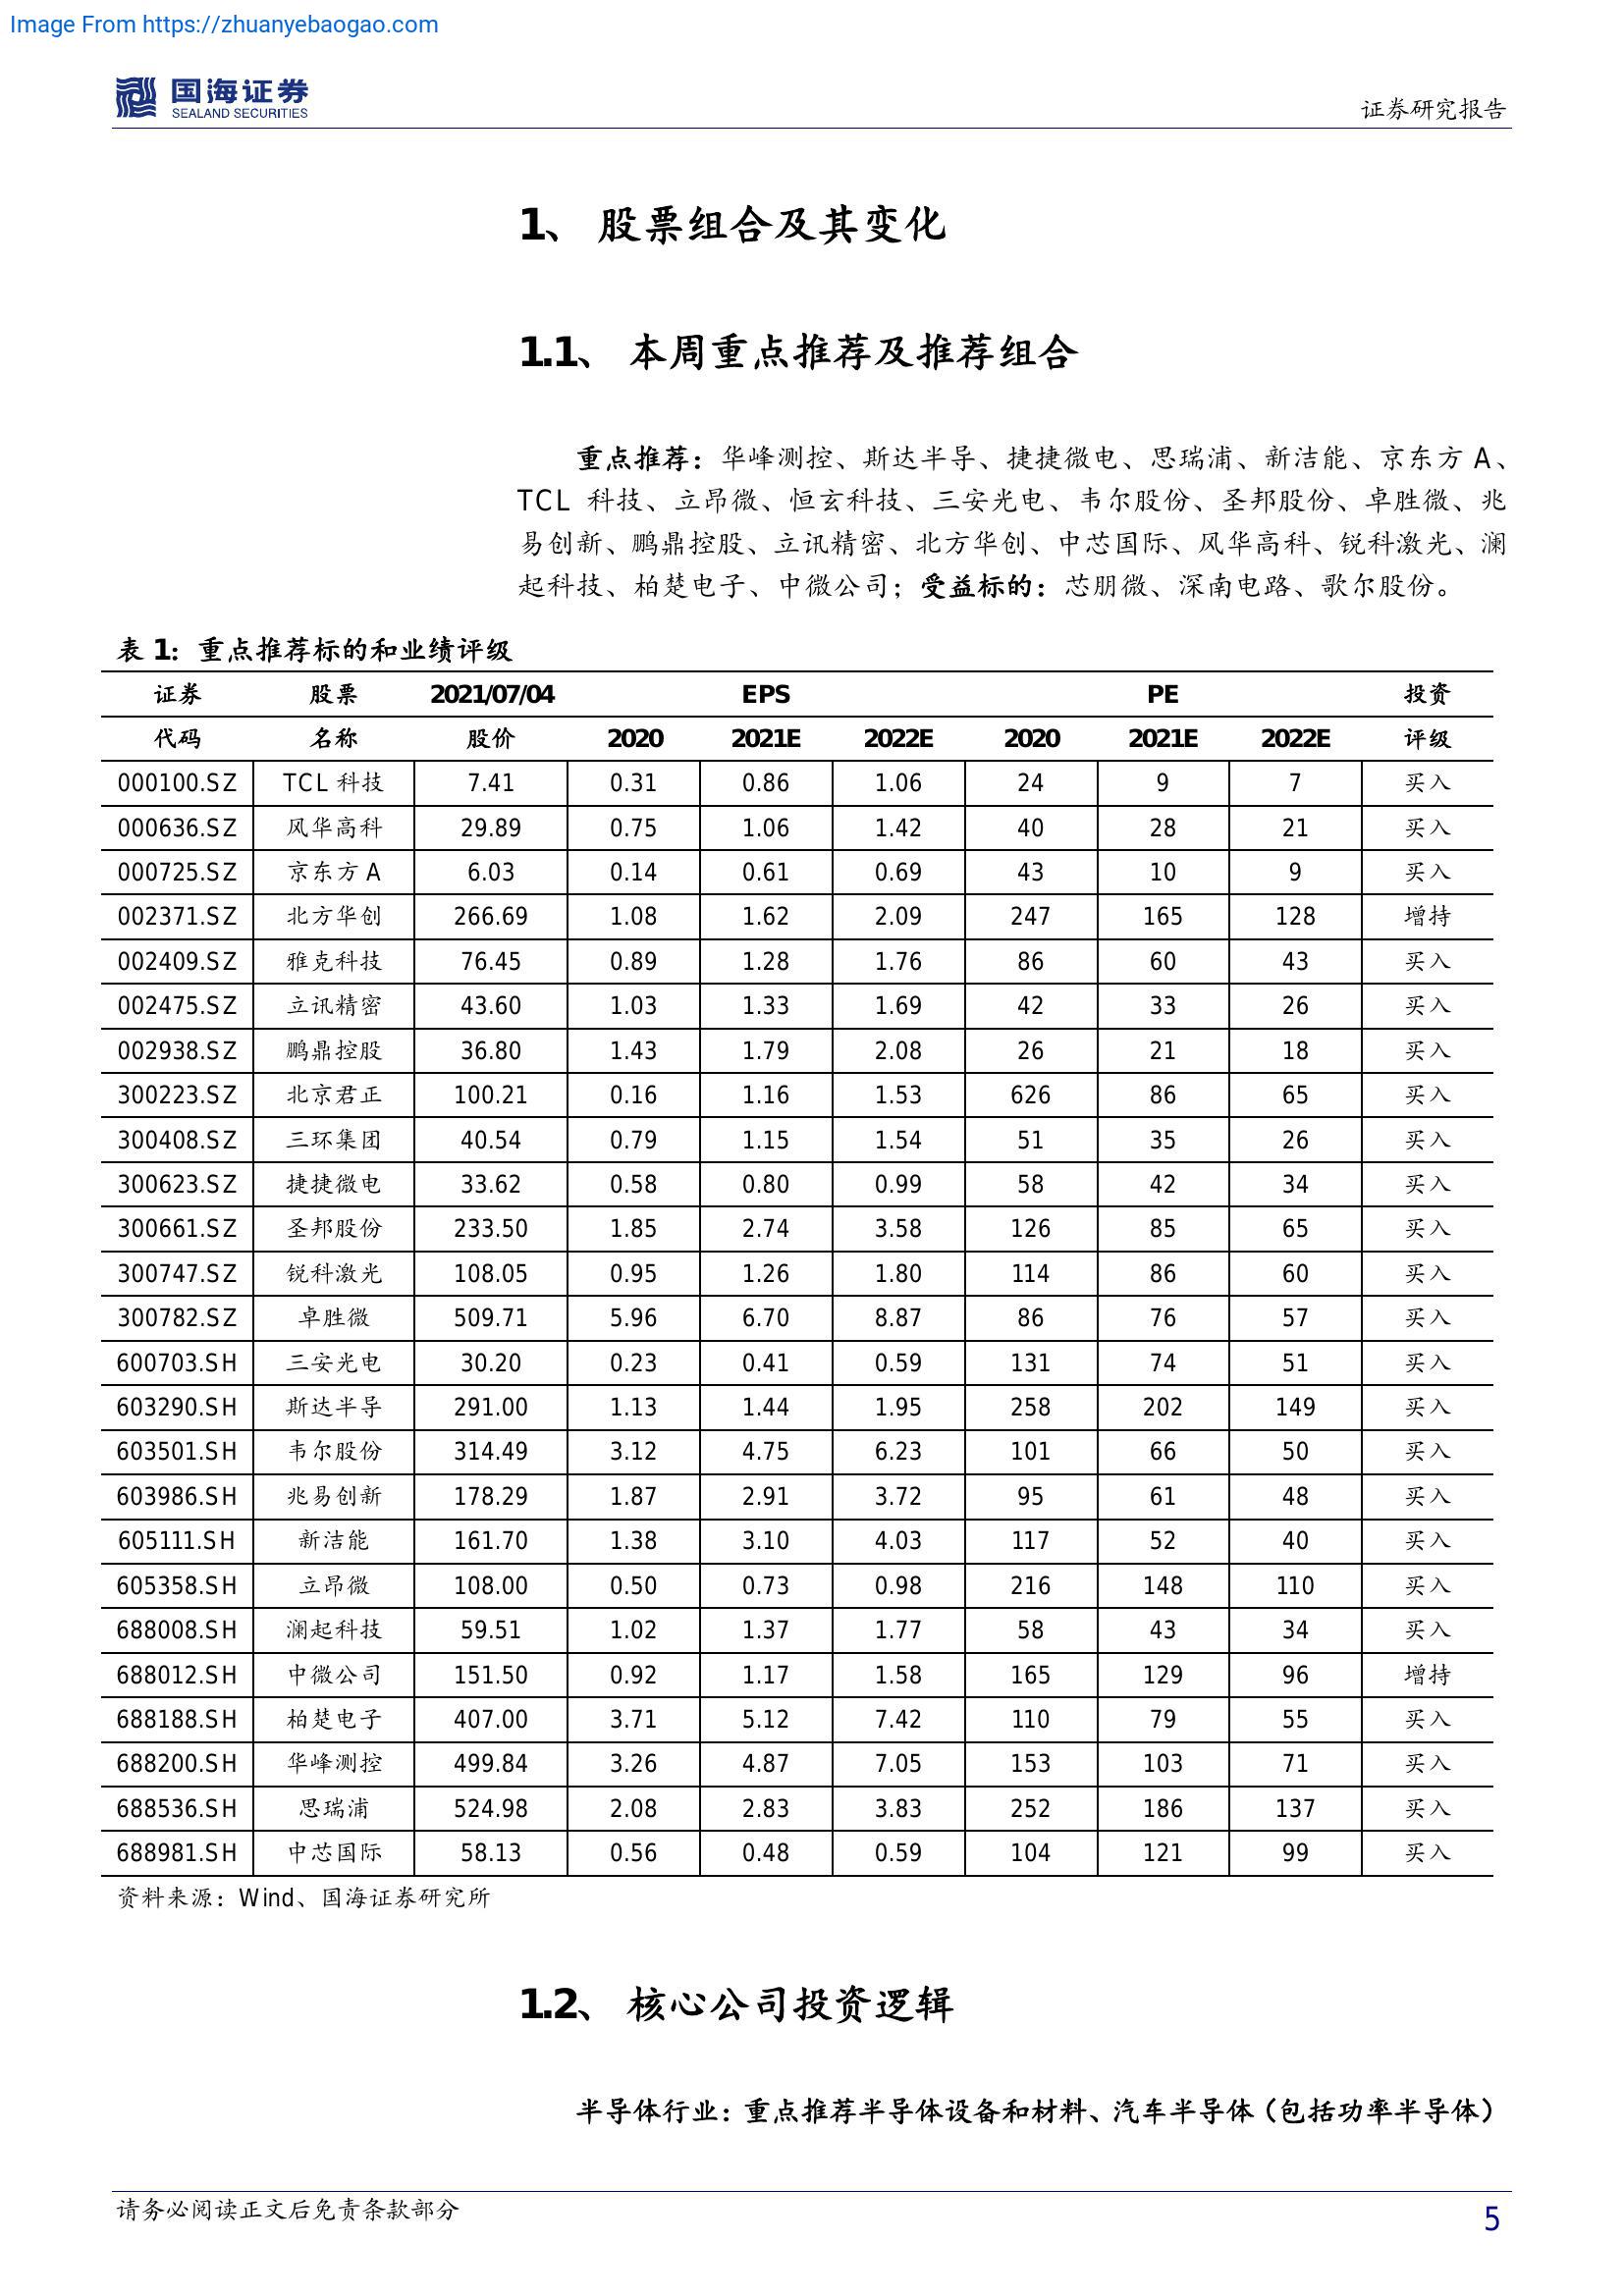 Image From https://zhuanyebaogao.com
国海证券
SEALAND SECURITIES
证券研究报告
1、 股票组合及其变化
1.1、 本周重点推荐及推荐组合
重点推荐：华峰测控、斯达半导、捷捷微电、思瑞浦、新洁能、京东方 A、
TCL 科技、立昂微、恒玄科技、三安光电、韦尔股份、圣邦股份、卓胜微、兆
易创新、鹏鼎控股、立讯精密、北方华创、中芯国际、风华高科、锐科激光、澜
起科技、柏楚电子、中微公司；受益标的：芯朋微、深南电路、歌尔股份。
表 1：重点推荐标的和业绩评级
证券 股票 2021/07/04 EPS PE 投资
代码 名称 股价 2020 2021E 2022E 2020 2021E 2022E 评级
000100.SZ TCL 科技 7.41 0.31 0.86 1.06 24 9 7 买入
000636.SZ 风华高科 29.89 0.75 1.06 1.42 40 28 21 买入
000725.SZ 京东方 A 6.03 0.14 0.61 0.69 43 10 9 买入
002371.SZ 北方华创 266.69 1.08 1.62 2.09 247 165 128 增持
002409.SZ 雅克科技 76.45 0.89 1.28 1.76 86 60 43 买入
002475.SZ 立讯精密 43.60 1.03 1.33 1.69 42 33 26 买入
002938.SZ 鹏鼎控股 36.80 1.43 1.79 2.08 26 21 18 买入
300223.SZ 北京君正 100.21 0.16 1.16 1.53 626 86 65 买入
300408.SZ 三环集团 40.54 0.79 1.15 1.54 51 35 26 买入
300623.SZ 捷捷微电 33.62 0.58 0.80 0.99 58 42 34 买入
300661.SZ 圣邦股份 233.50 1.85 2.74 3.58 126 85 65 买入
300747.SZ 锐科激光 108.05 0.95 1.26 1.80 114 86 60 买入
300782.SZ 卓胜微 509.71 5.96 6.70 8.87 86 76 57 买入
600703.SH 三安光电 30.20 0.23 0.41 0.59 131 74 51 买入
603290.SH 斯达半导 291.00 1.13 1.44 1.95 258 202 149 买入
603501.SH 韦尔股份 314.49 3.12 4.75 6.23 101 66 50 买入
603986.SH 兆易创新 178.29 1.87 2.91 3.72 95 61 48 买入
605111.SH 新洁能 161.70 1.38 3.10 4.03 117 52 40 买入
605358.SH 立昂微 108.00 0.50 0.73 0.98 216 148 110 买入
688008.SH 澜起科技 59.51 1.02 1.37 1.77 58 43 34 买入
688012.SH 中微公司 151.50 0.92 1.17 1.58 165 129 96 增持
688188.SH 柏楚电子 407.00 3.71 5.12 7.42 110 79 55 买入
688200.SH 华峰测控 499.84 3.26 4.87 7.05 153 103 71 买入
688536.SH 思瑞浦 524.98 2.08 2.83 3.83 252 186 137 买入
688981.SH 中芯国际 58.13 0.56 0.48 0.59 104 121 99 买入
资料来源：Wind、国海证券研究所
1.2、 核心公司投资逻辑
半导体行业：重点推荐半导体设备和材料、汽车半导体（包括功率半导体）
请务必阅读正文后免责条款部分
5